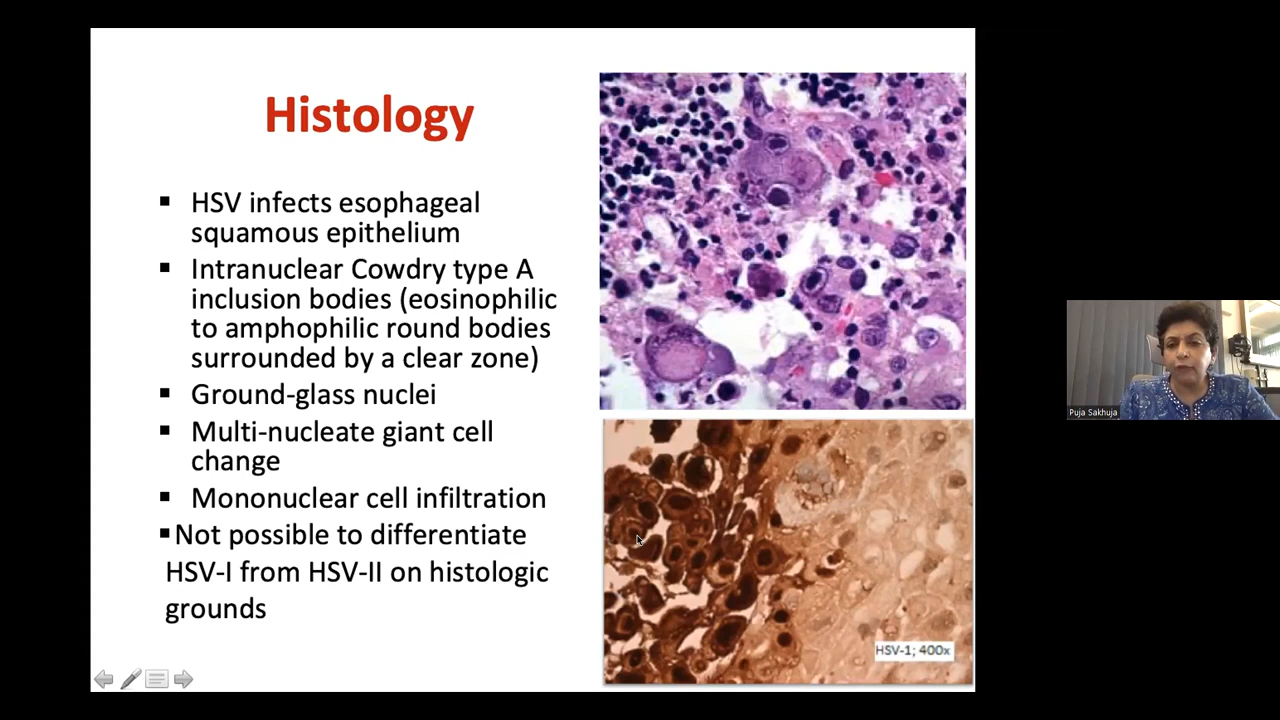 Histology
▪ HSV infects esophageal
squamous epithelium
▪ Intranuclear Cowdry type A
inclusion bodies (eosinophilic
to amphophilic round bodies
surrounded by a clear zone)
▪ Ground-glass nuclei
▪ Multi-nucleate giant cell
change
▪ Mononuclear cell infiltration
▪Not possible to differentiate
HSV-I from HSV-II on histologic
grounds
HSV-1; 400x
Puja Sakhuja